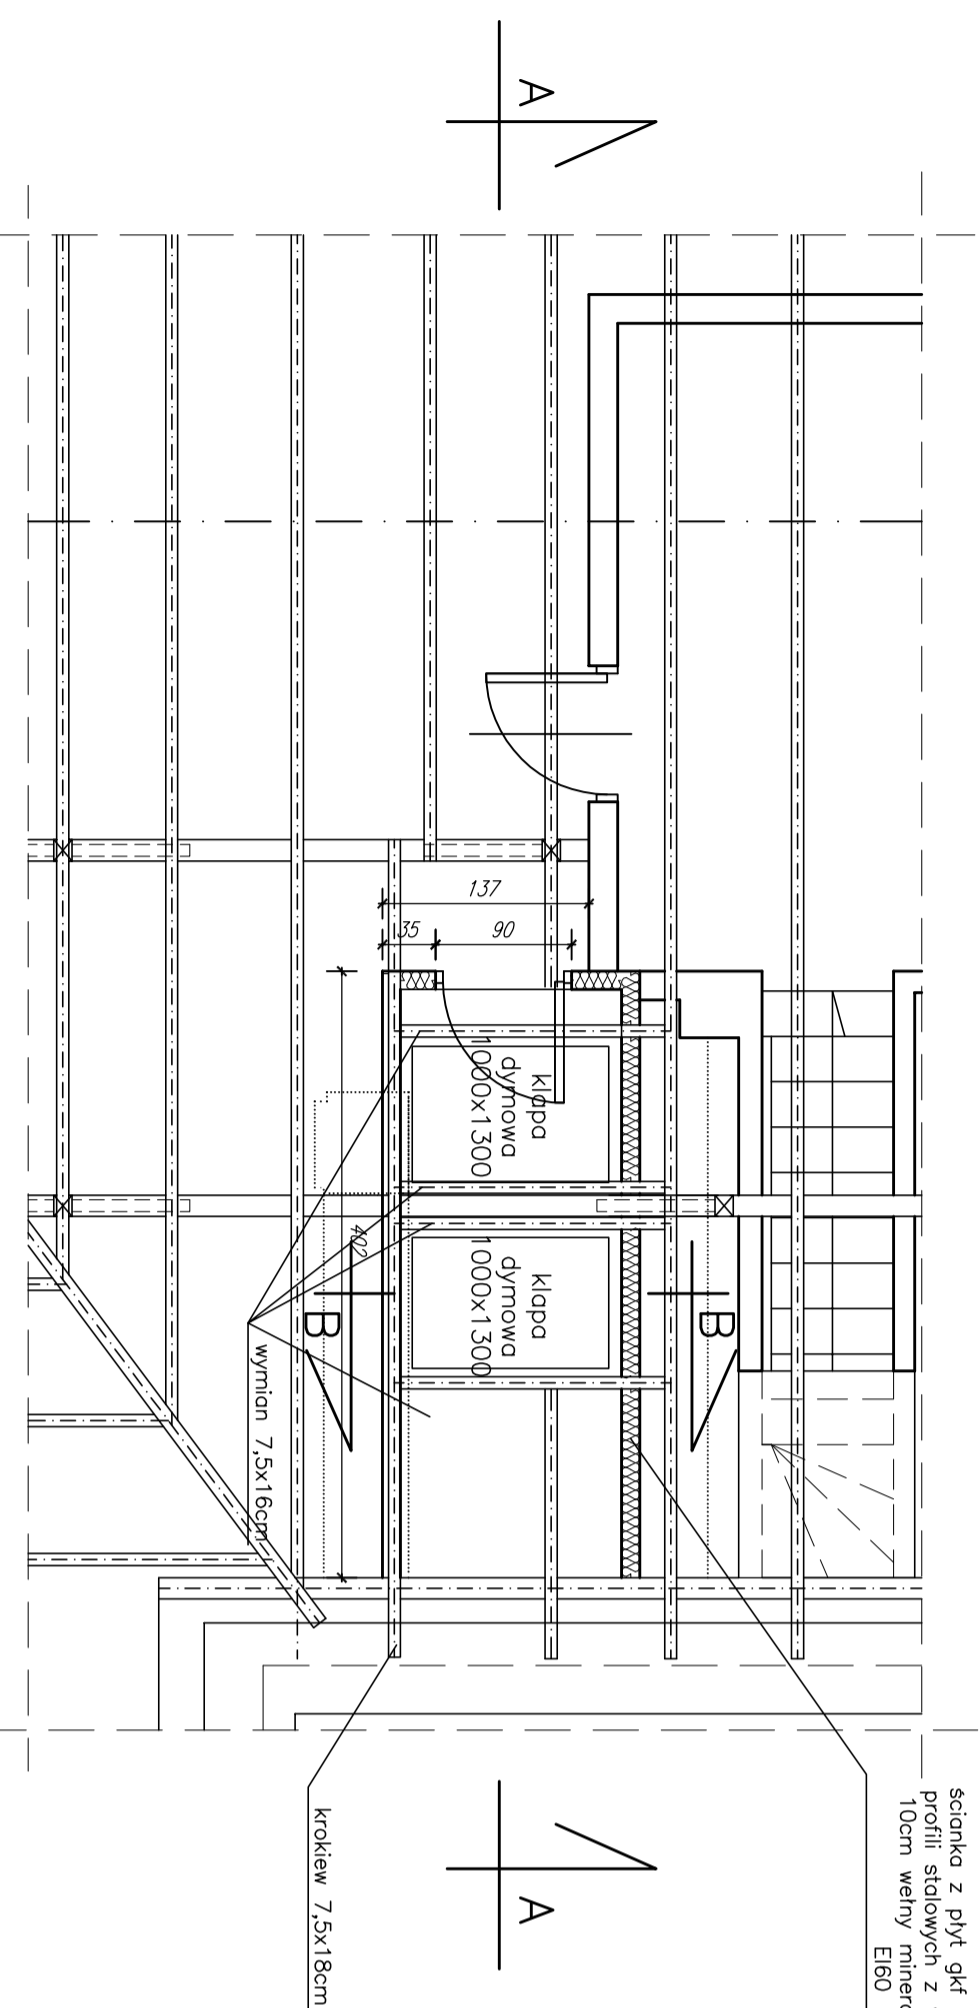 A
137
35
90
klapa
dymowa
1000x1300
klapa
dymowa
1000x1300
402
B
B
wymian 7,5x16cm
ścianka z płyt gkf
profili stalowych z
10cm wełny
EI60
krokiew 7,5x18cm
A